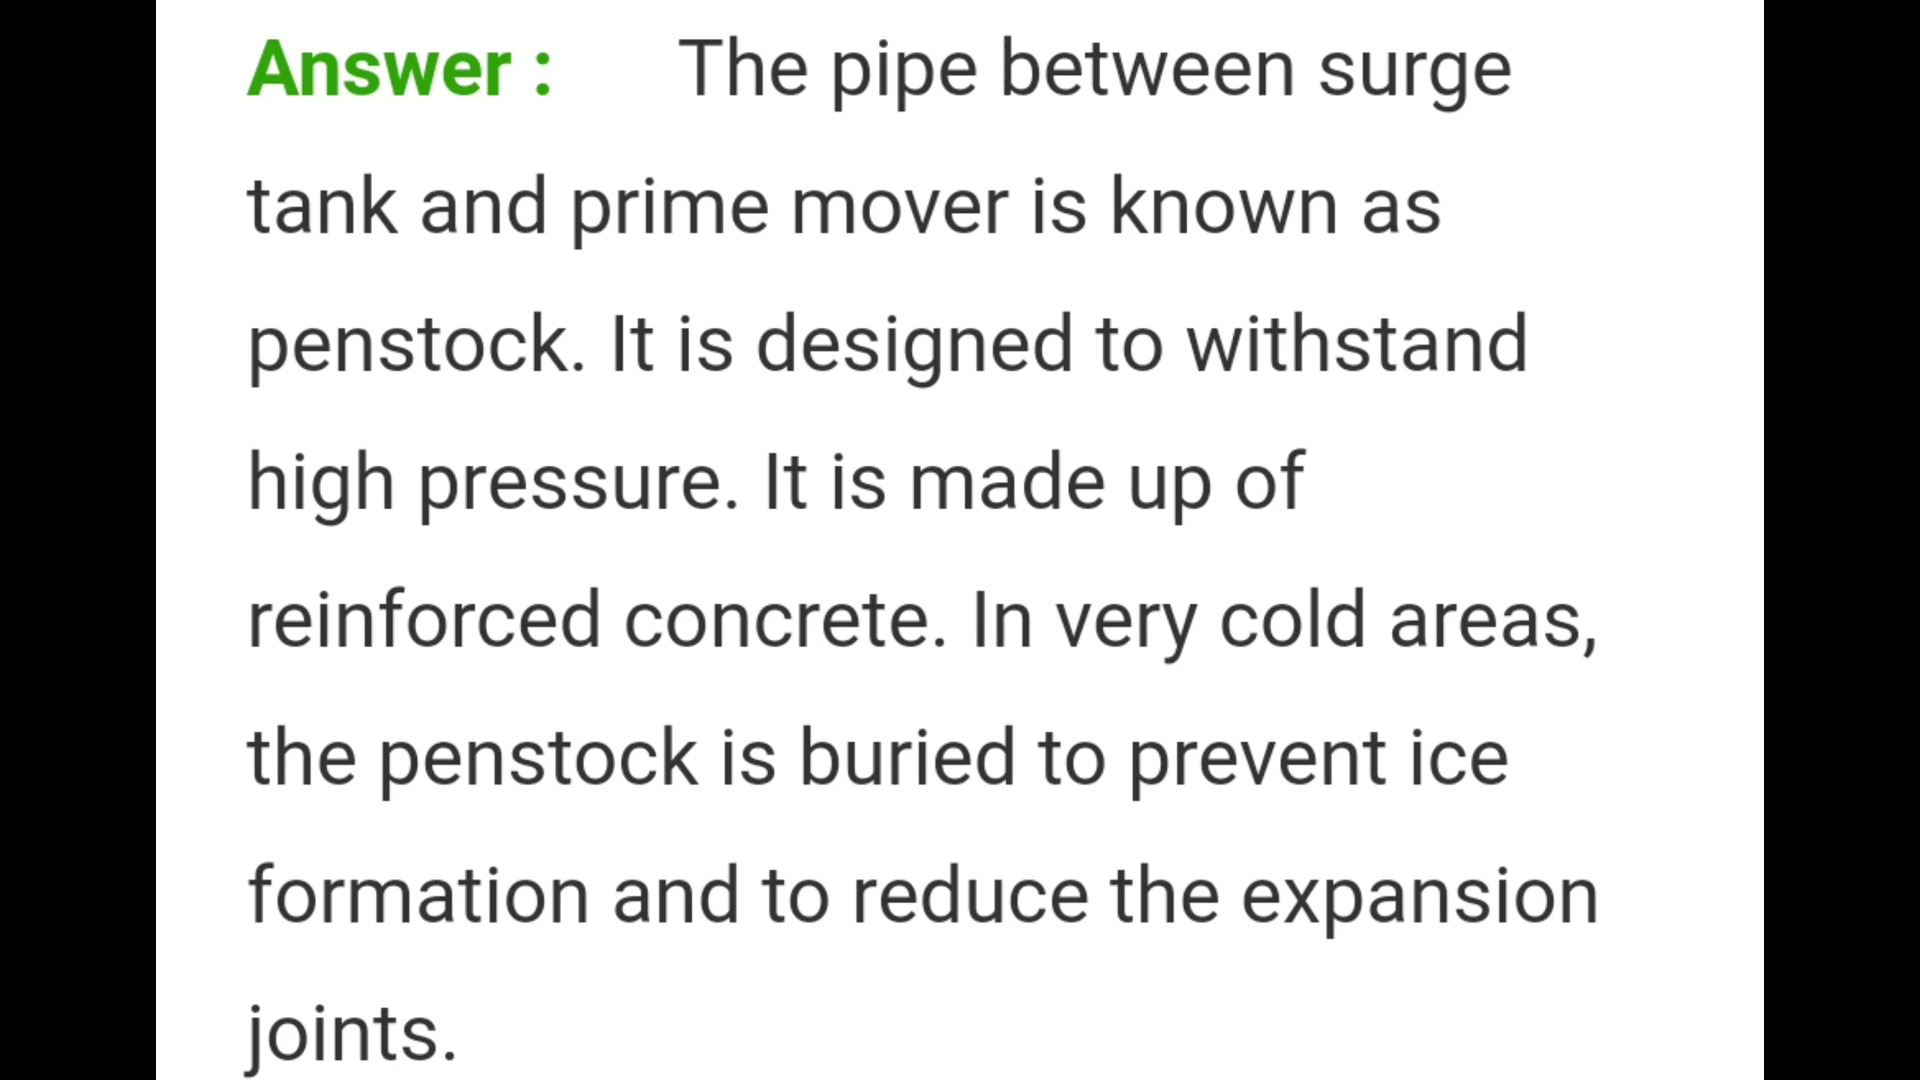 Answer : The pipe between surge
tank and prime mover is known as
penstock. It is designed to withstand
high pressure. It is made up of
reinforced concrete. In very cold areas,
the penstock is buried to prevent ice
formation and to reduce the expansion
joints.